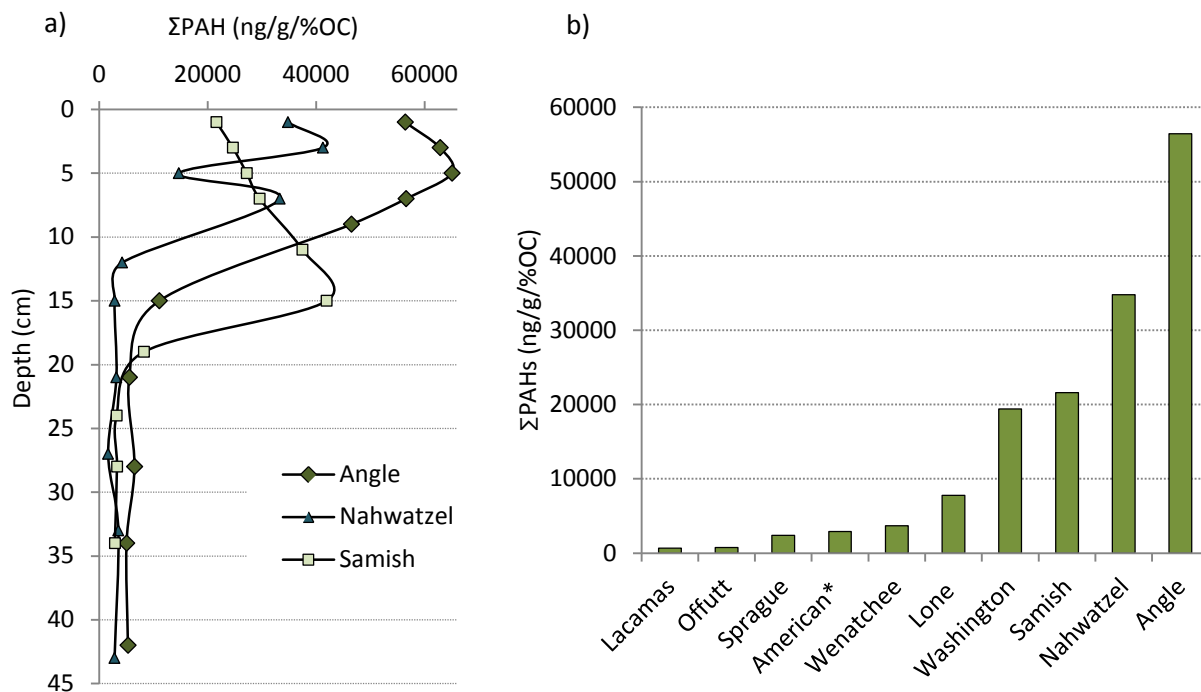 a)
ΣPAH (ng/g/%OC)
0 20000 40000 60000
0
5
10
15
20
25
30
35
40
45
Depth (cm)
Angle
Nahwatzel
Samish
b)
60000
50000
40000
30000
20000
10000
0
ΣPAHs (ng/g/%OC)
Lacamas
Offutt
Sprague
American*
Wenatchee
Lone
Washington
Samish
Nahwatzel
Angle